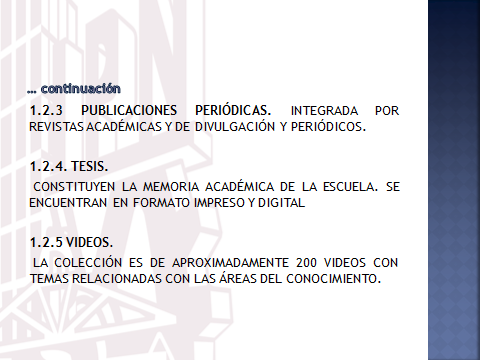 … continuación
1.2.3 PUBLICACIONES PERIÓDICAS. INTEGRADA POR
REVISTAS ACADÉMICAS Y DE DIVULGACIÓN Y PERIÓDICOS.
1.2.4. TESIS.
CONSTITUYEN LA MEMORIA ACADÉMICA DE LA ESCUELA. SE
ENCUENTRAN EN FORMATO IMPRESO Y DIGITAL
1.2.5 VIDEOS.
LA COLECIÓN ES DE APROXIMADAMENTE 200 VIDEOS CON
TEMAS RELACIONADAS CON LAS ÁREAS DEL CONOCIMIENTO.